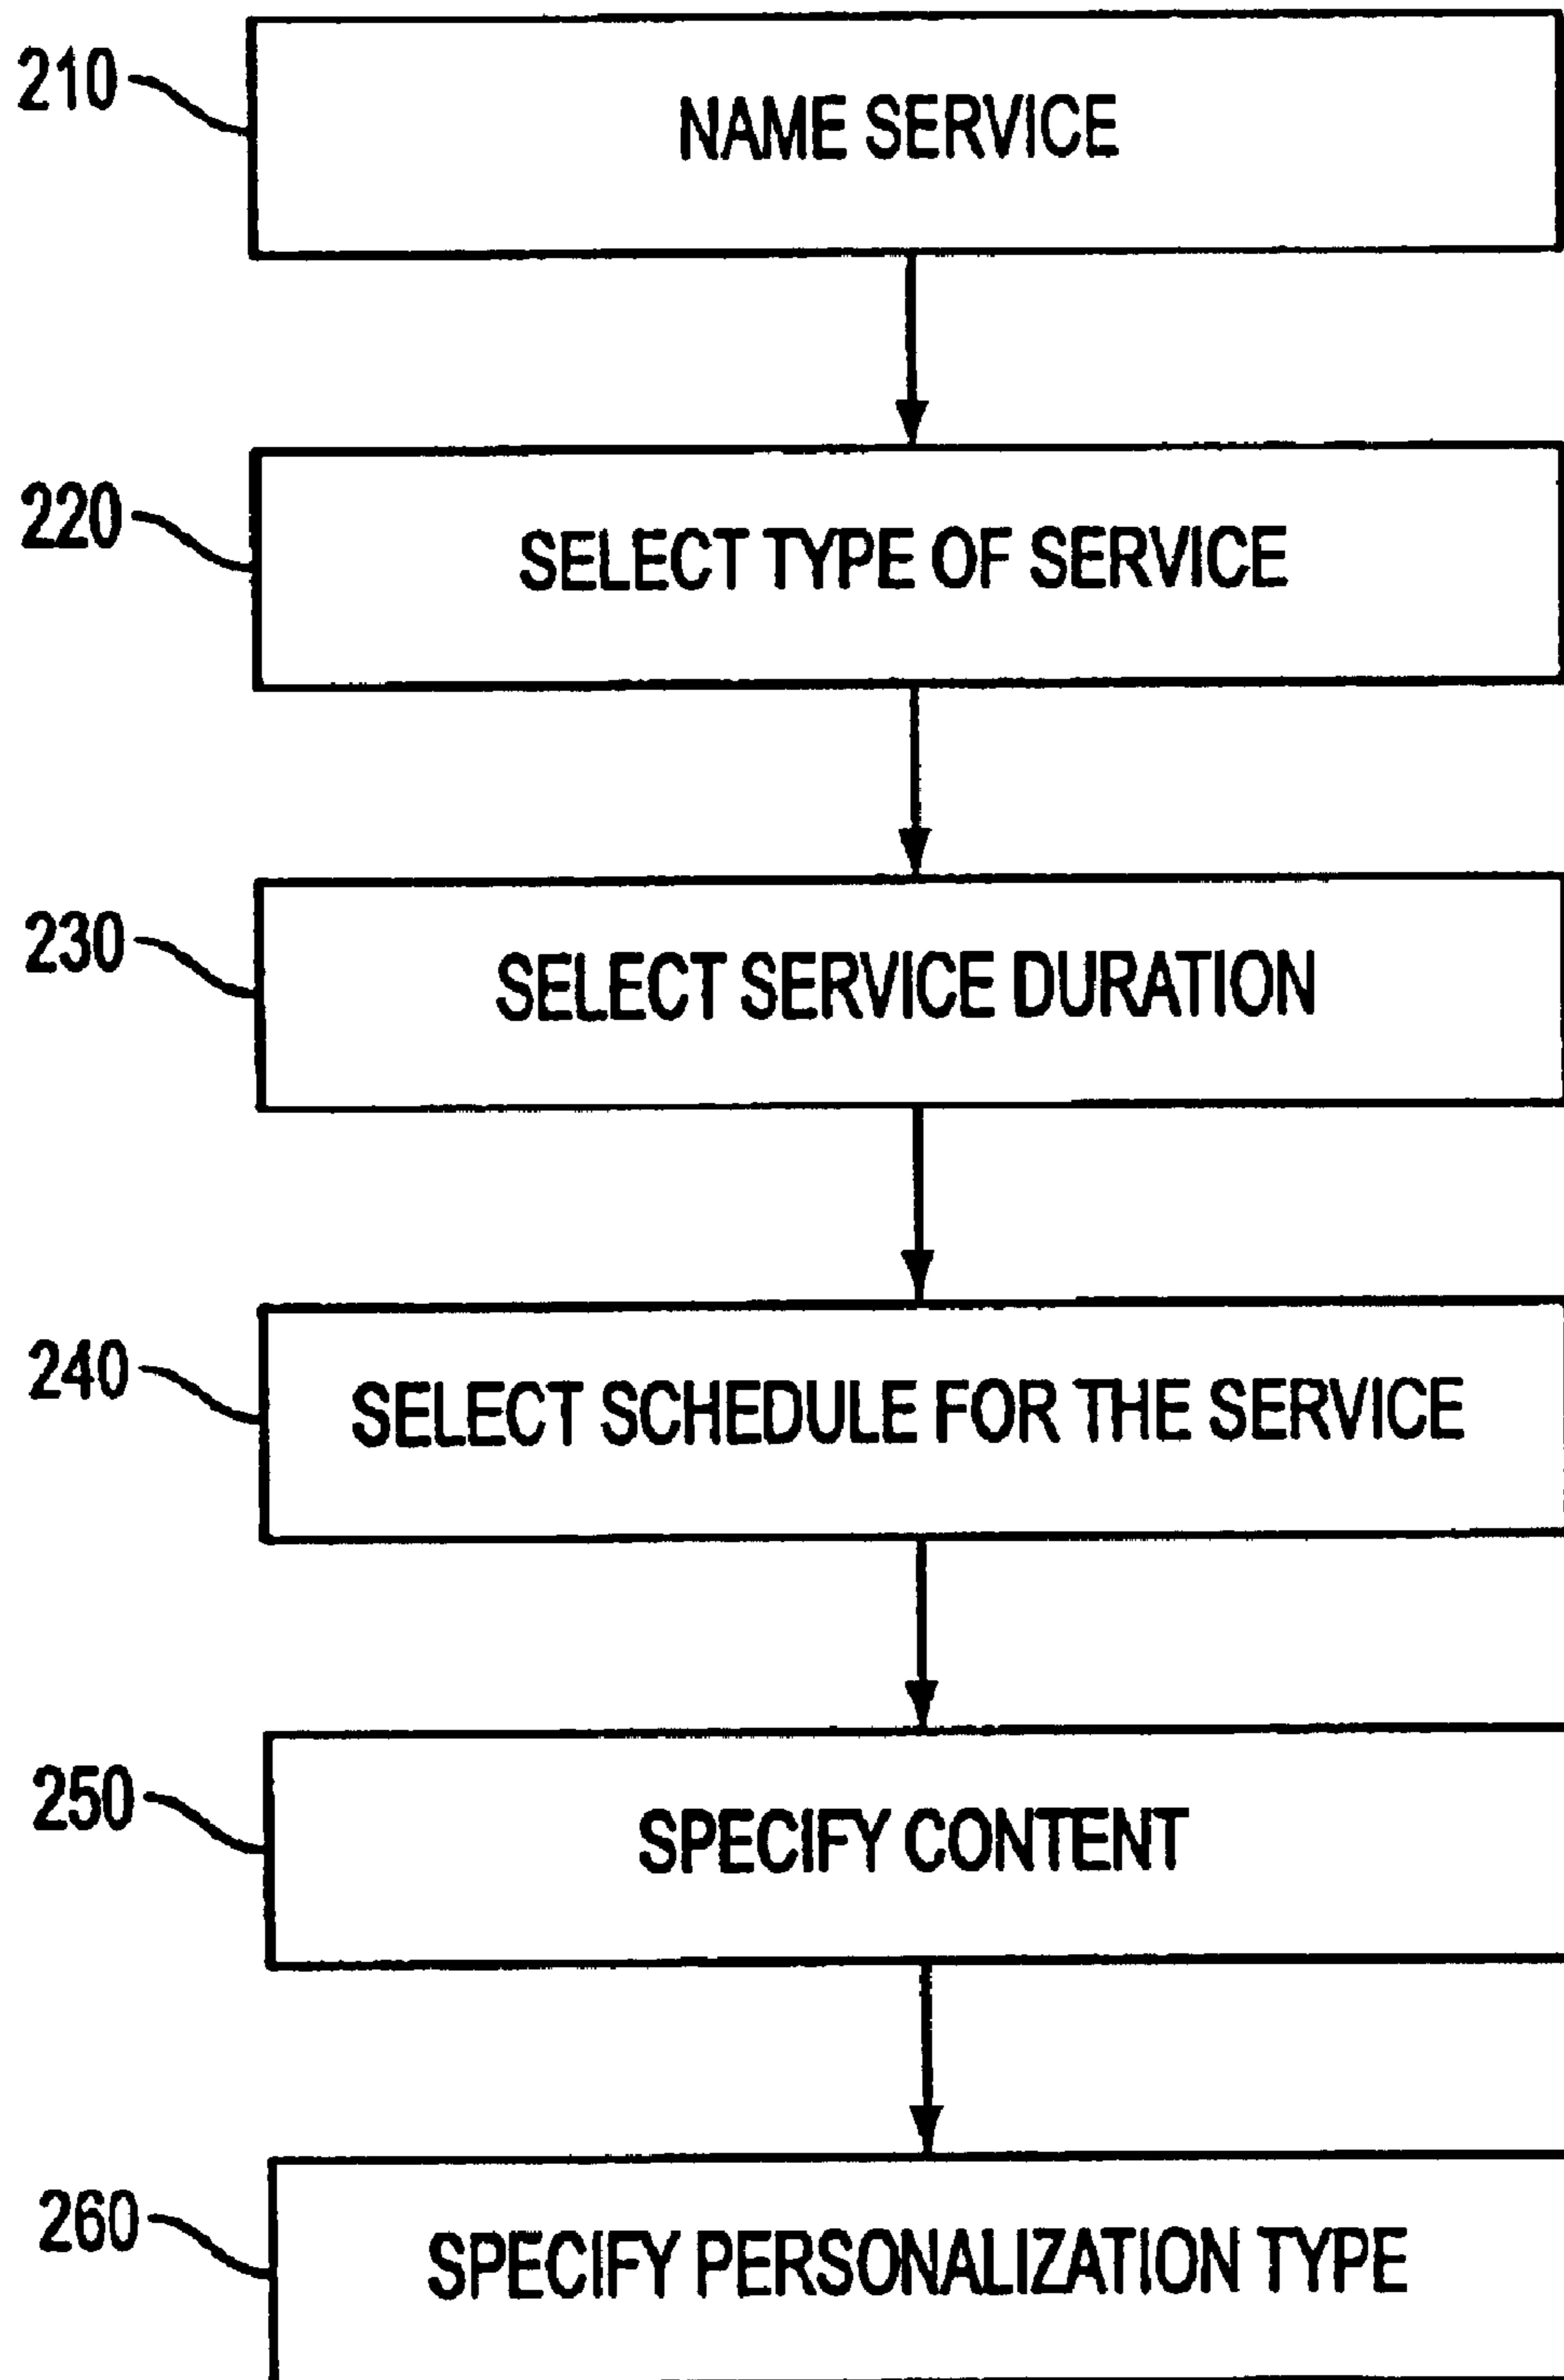 210
NAME SERVICE
220
SELECT TYPE OF SERVICE
230
SELECT SERVICE DURATION
240
SELECT SCHEDULE FOR THE SERVICE
250
SPECIFY CONTENT
260
SPECIFY PERSONALIZATION TYPE